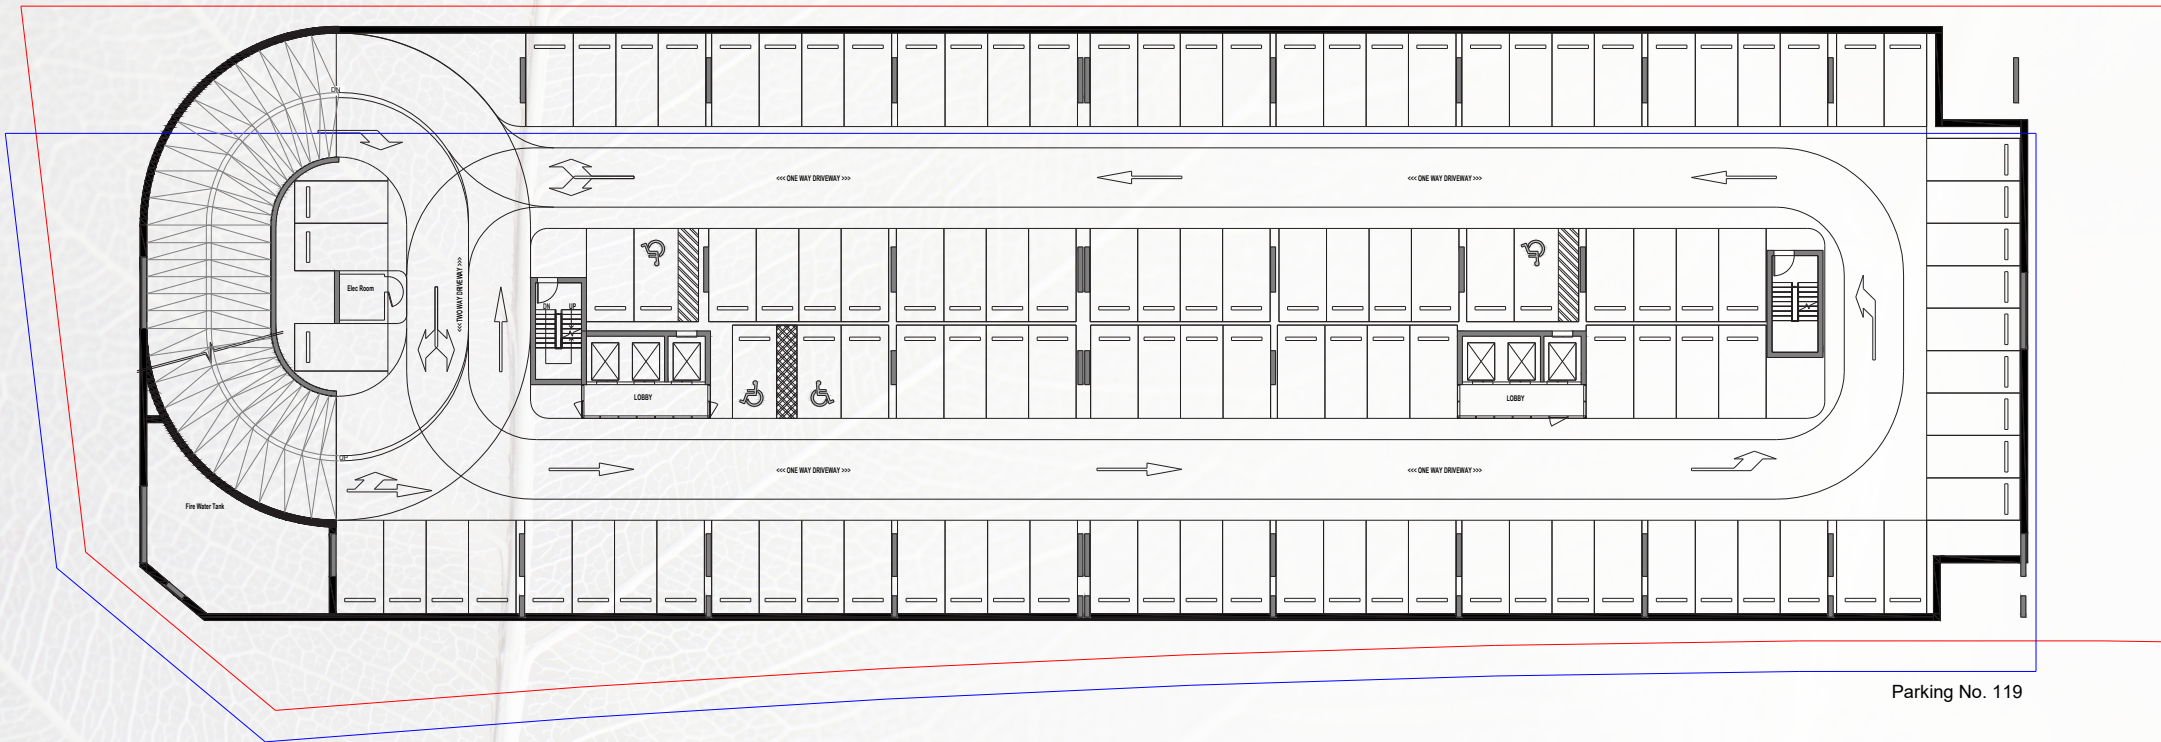 DN
<<< ONE WAY DRIVEWAY >>>
<<< ONE WAY DRIVEWAY >>>
Elec Room
<<< TWO WAY DRIVEWAY >>>
DN
UP
LOBBY
LOBBY
UP
<<< ONE WAY DRIVEWAY >>>
<<< ONE WAY DRIVEWAY >>>
Fire Water Tank
Parking No. 119